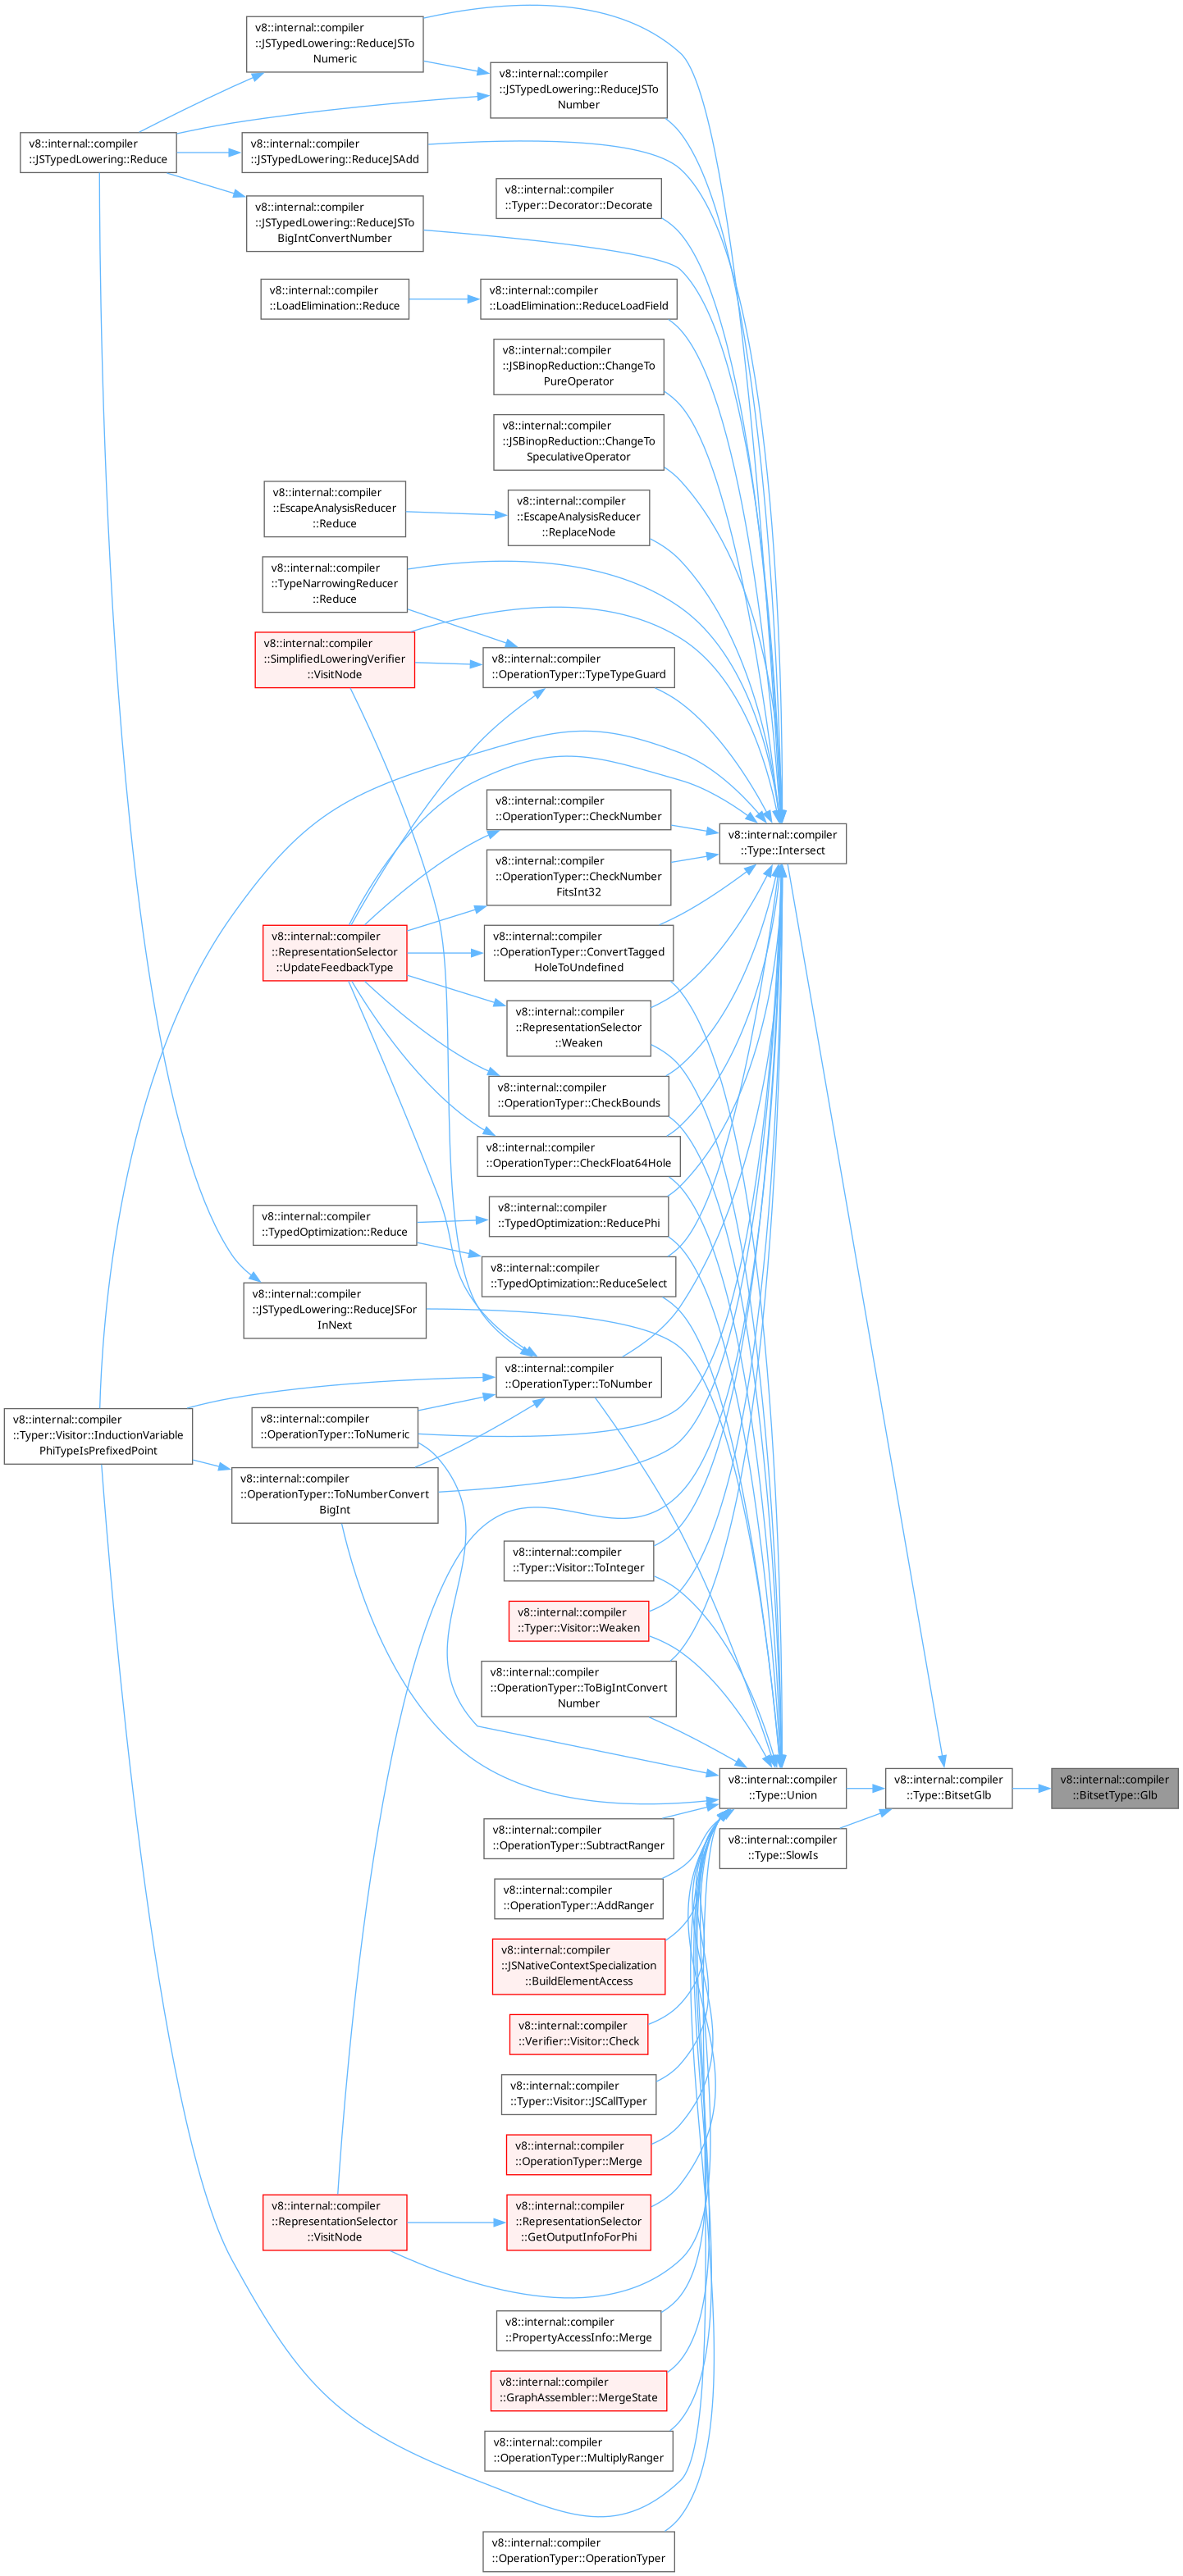 v8::internal::compiler
::JSTypedLowering::ReduceJSTo
Numeric
v8::internal::compiler
::JSTypedLowering::ReduceJSTo
Number
v8::internal::compiler
::JSTypedLowering::Reduce
v8::internal::compiler
::JSTypedLowering::ReduceJSAdd
v8::internal::compiler
::Typer::Decorator::Decorate
v8::internal::compiler
::JSTypedLowering::ReduceJSTo
BigIntConvertNumber
v8::internal::compiler
::LoadElimination::Reduce
v8::internal::compiler
::LoadElimination::ReduceLoadField
v8::internal::compiler
::JSBinopReduction::ChangeTo
PureOperator
v8::internal::compiler
::JSBinopReduction::ChangeTo
SpeculativeOperator
v8::internal::compiler
::EscapeAnalysisReducer
::Reduce
v8::internal::compiler
::EscapeAnalysisReducer
::ReplaceNode
v8::internal::compiler
::TypeNarrowingReducer
::Reduce
v8::internal::compiler
::SimplifiedLoweringVerifier
::VisitNode
v8::internal::compiler
::OperationTyper::TypeTypeGuard
v8::internal::compiler
::OperationTyper::CheckNumber
v8::internal::compiler
::Type::Intersect
v8::internal::compiler
::OperationTyper::CheckNumber
FitsInt32
v8::internal::compiler
::RepresentationSelector
::UpdateFeedbackType
v8::internal::compiler
::OperationTyper::ConvertTagged
HoleToUndefined
v8::internal::compiler
::RepresentationSelector
::Weaken
v8::internal::compiler
::OperationTyper::CheckBounds
v8::internal::compiler
::OperationTyper::CheckFloat64Hole
v8::internal::compiler
::TypedOptimization::Reduce
v8::internal::compiler
::TypedOptimization::ReducePhi
v8::internal::compiler
::TypedOptimization::ReduceSelect
v8::internal::compiler
::JSTypedLowering::ReduceJSFor
InNext
v8::internal::compiler
::OperationTyper::ToNumber
v8::internal::compiler
::Typer::Visitor::InductionVariable
PhiTypeIsPrefixedPoint
v8::internal::compiler
::OperationTyper::ToNumeric
v8::internal::compiler
::OperationTyper::ToNumberConvert
BigInt
v8::internal::compiler
::Typer::Visitor::ToInteger
v8::internal::compiler
::Typer::Visitor::Weaken
v8::internal::compiler
::OperationTyper::ToBigIntConvert
Number
v8::internal::compiler
::Type::Union
v8::internal::compiler
::Type::BitsetGlb
v8::internal::compiler
::BitsetType::Glb
v8::internal::compiler
::OperationTyper::SubtractRanger
v8::internal::compiler
::Type::SlowIs
v8::internal::compiler
::OperationTyper::AddRanger
v8::internal::compiler
::JSNativeContextSpecialization
::BuildElementAccess
v8::internal::compiler
::Verifier::Visitor::Check
v8::internal::compiler
::Typer::Visitor::JSCallTyper
v8::internal::compiler
::OperationTyper::Merge
v8::internal::compiler
::RepresentationSelector
::VisitNode
v8::internal::compiler
::RepresentationSelector
::GetOutputInfoForPhi
v8::internal::compiler
::PropertyAccessInfo::Merge
v8::internal::compiler
::GraphAssembler::MergeState
v8::internal::compiler
::OperationTyper::MultiplyRanger
v8::internal::compiler
::OperationTyper::OperationTyper